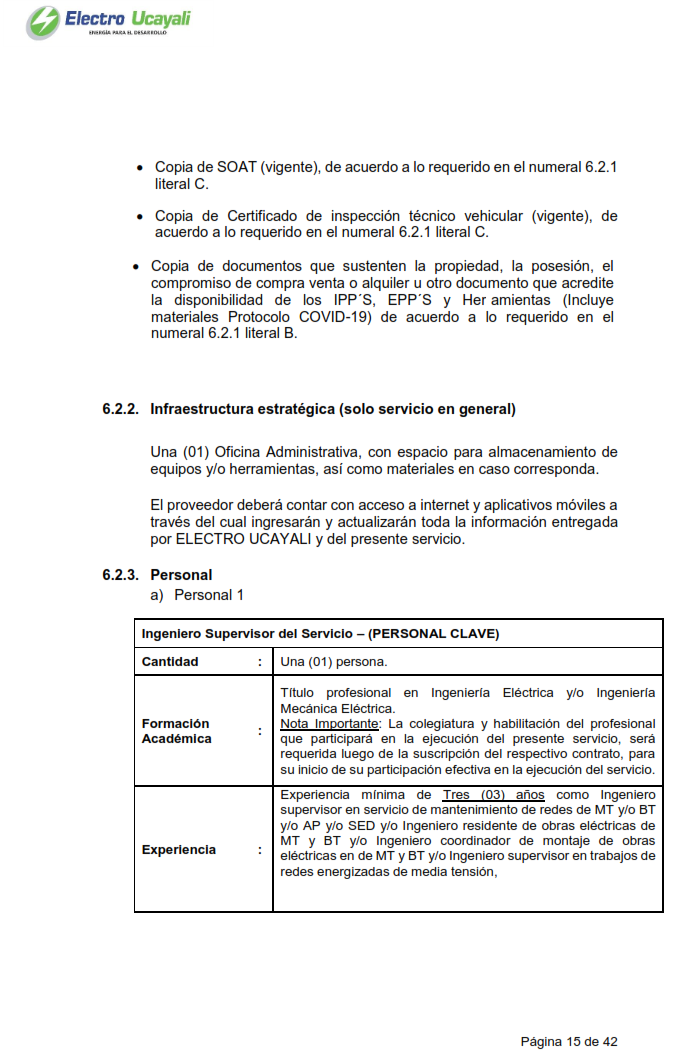 Electro Ucayali
ENERGÍA PARA EL DESARROLLO
• Copia de SOAT (vigente), de acuerdo a lo requerido en el numeral 6.2.1
literal C.
• Copia de Certificado de inspección técnico vehicular (vigente), de
acuerdo a lo requerido en el numeral 6.2.1 literal C.
• Copia de documentos que sustenten la propiedad, la posesión, el
compromiso de compra venta o alquiler u otro documento que acredite
la disponibilidad de los IPP´S, EPP´S y Her amientas (Incluye
materiales Protocolo COVID-19) de acuerdo a lo requerido en el
numeral 6.2.1 literal B.
6.2.2. Infraestructura estratégica (solo servicio en general)
Una (01) Oficina Administrativa, con espacio para almacenamiento de
equipos y/o herramientas, así como materiales en caso corresponda.
El proveedor deberá contar con acceso a internet y aplicativos móviles a
través del cual ingresarán y actualizarán toda la información entregada
por ELECTRO UCAYALI y del presente servicio.
6.2.3. Personal
a) Personal 1
Ingeniero Supervisor del Servicio – (PERSONAL CLAVE)
Cantidad : Una (01) persona.
Formación
Académica :
Título profesional en Ingeniería Eléctrica y/o Ingeniería
Mecánica Eléctrica.
Nota Importante: La colegiatura y habilitación del profesional
que participará en la ejecución del presente servicio, será
requerida luego de la suscripción del respectivo contrato, para
su inicio de su participación efectiva en la ejecución del servicio.
Experiencia :
Experiencia mínima de Tres (03) años como Ingeniero
supervisor en servicio de mantenimiento de redes de MT y/o BT
y/o AP y/o SED y/o Ingeniero residente de obras eléctricas de
MT y BT y/o Ingeniero coordinador de montaje de obras
eléctricas en de MT y BT y/o Ingeniero supervisor en trabajos de
redes energizadas de media tensión,
Página 15 de 42